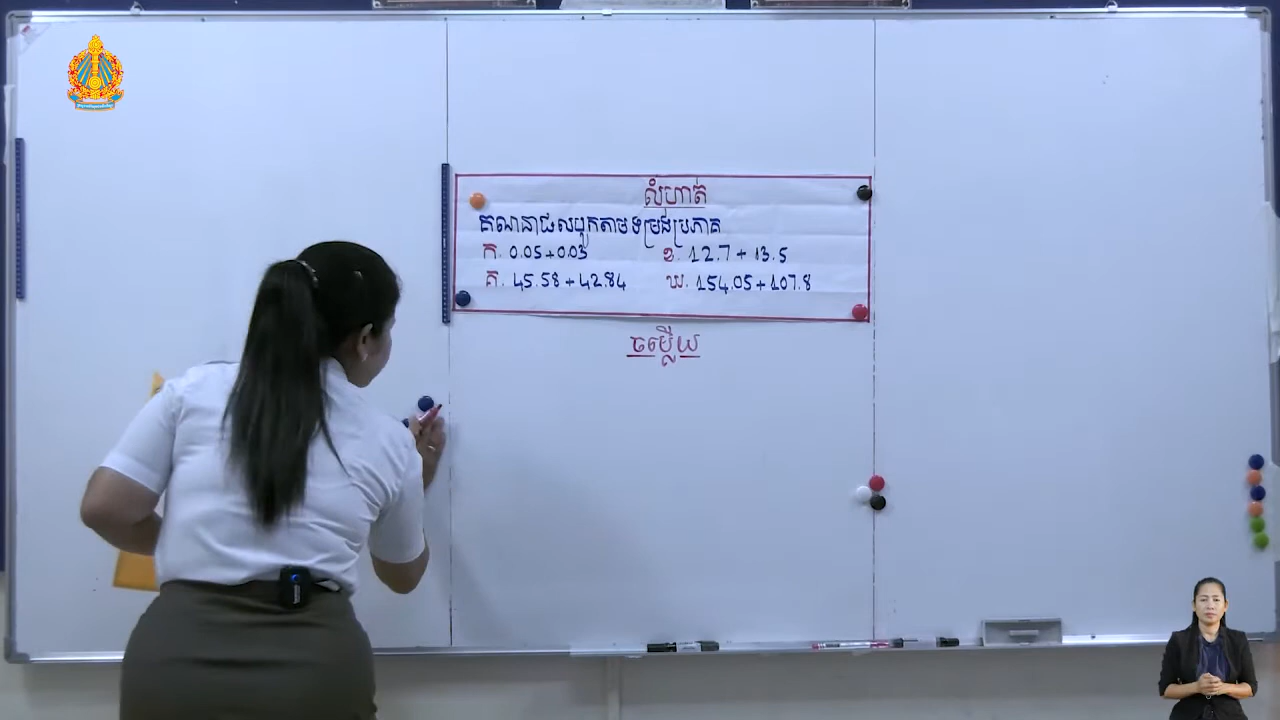 លំហាត់
គណនាផលបូកតាមទម្រង់ប្រភាគ
ក. 0.05+0.03 ខ. 12.7+13.5
គ. 45.58+42.84 ឃ. 154.05+107.8
ចម្លើយ